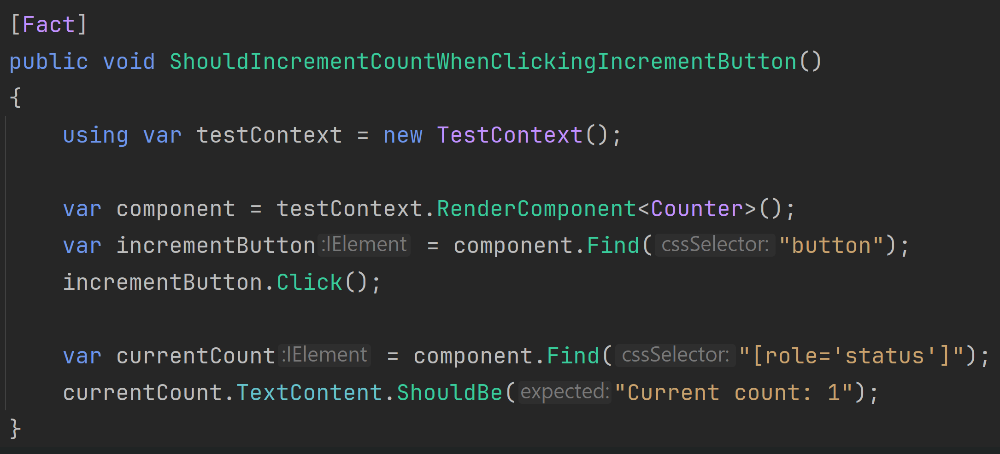 [Fact]
public void ShouldIncrementCountWhenClickingIncrementButton()
{
using var testContext = new TestContext();
var component = testContext.RenderComponent<Counter>();
var incrementButton :IElement = component.Find( cssSelector: "button");
incrementButton.Click();
var currentCount :IElement = component.Find( cssSelector: "[role='status']");
currentCount.TextContent.ShouldBe( expected: "Current count: 1");
}